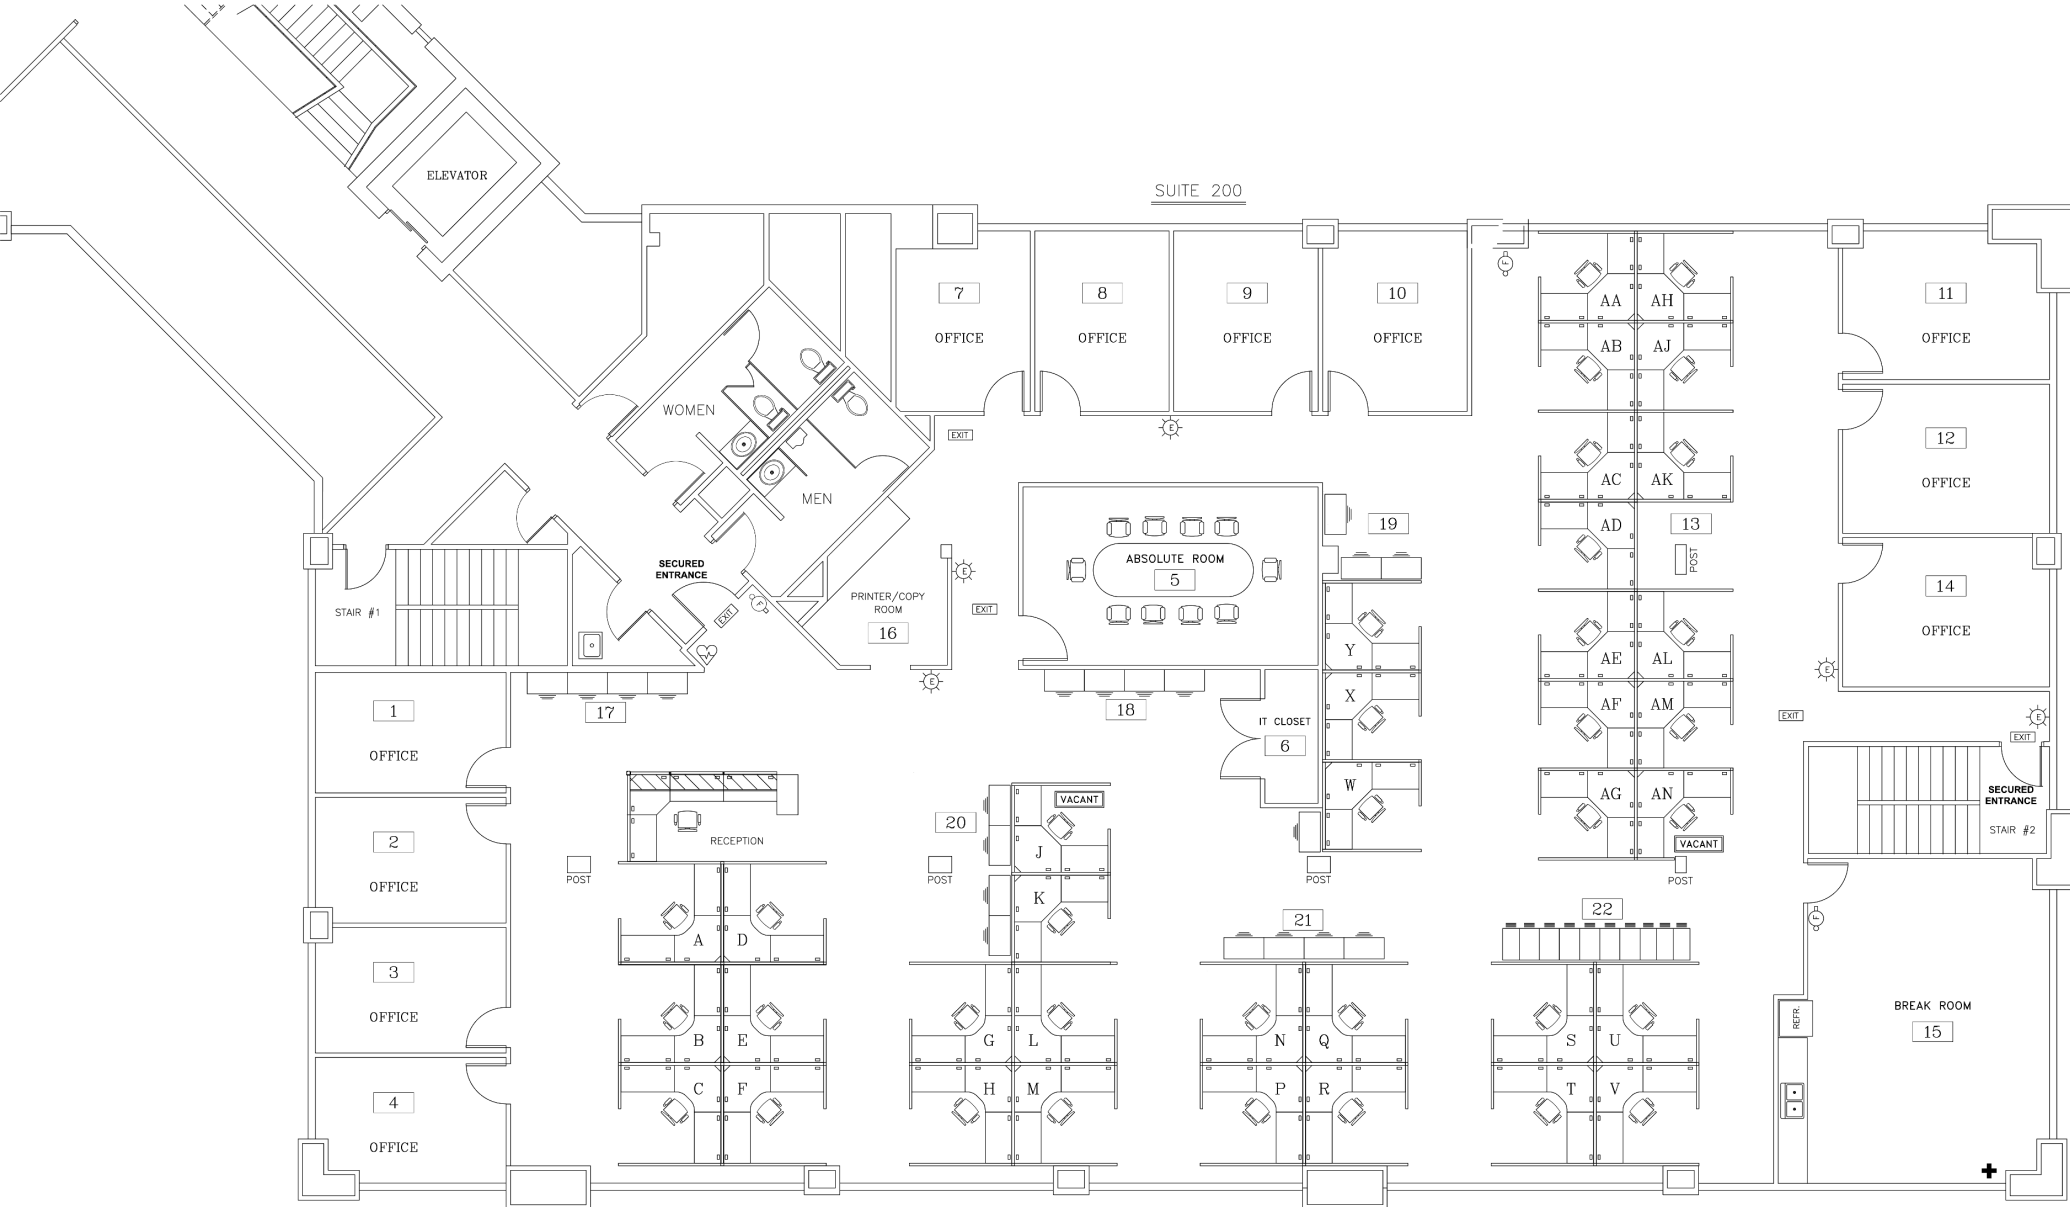 SUITE 200
ELEVATOR
7
OFFICE
8
OFFICE
9
OFFICE
10
OFFICE
F
AA
AH
AB
AJ
11
OFFICE
WOMEN
MEN
EXIT
E
AC
AK
AD
13
POST
12
OFFICE
SECURED
ENTRANCE
EXIT
F
STAIR #1
PRINTER/COPY
ROOM
16
E
EXIT
E
ABSOLUTE ROOM
5
19
Y
X
W
AE
AL
AF
AM
AG
AN
VACANT
POST
14
OFFICE
E
EXIT
E
EXIT
SECURED
ENTRANCE
STAIR #2
1
OFFICE
17
18
IT CLOSET
6
2
OFFICE
RECEPTION
POST
20
POST
VACANT
J
K
POST
3
OFFICE
A
D
B
E
C
F
G
L
H
M
21
N
Q
P
R
22
S
U
T
V
F
REFR.
BREAK ROOM
15
4
OFFICE